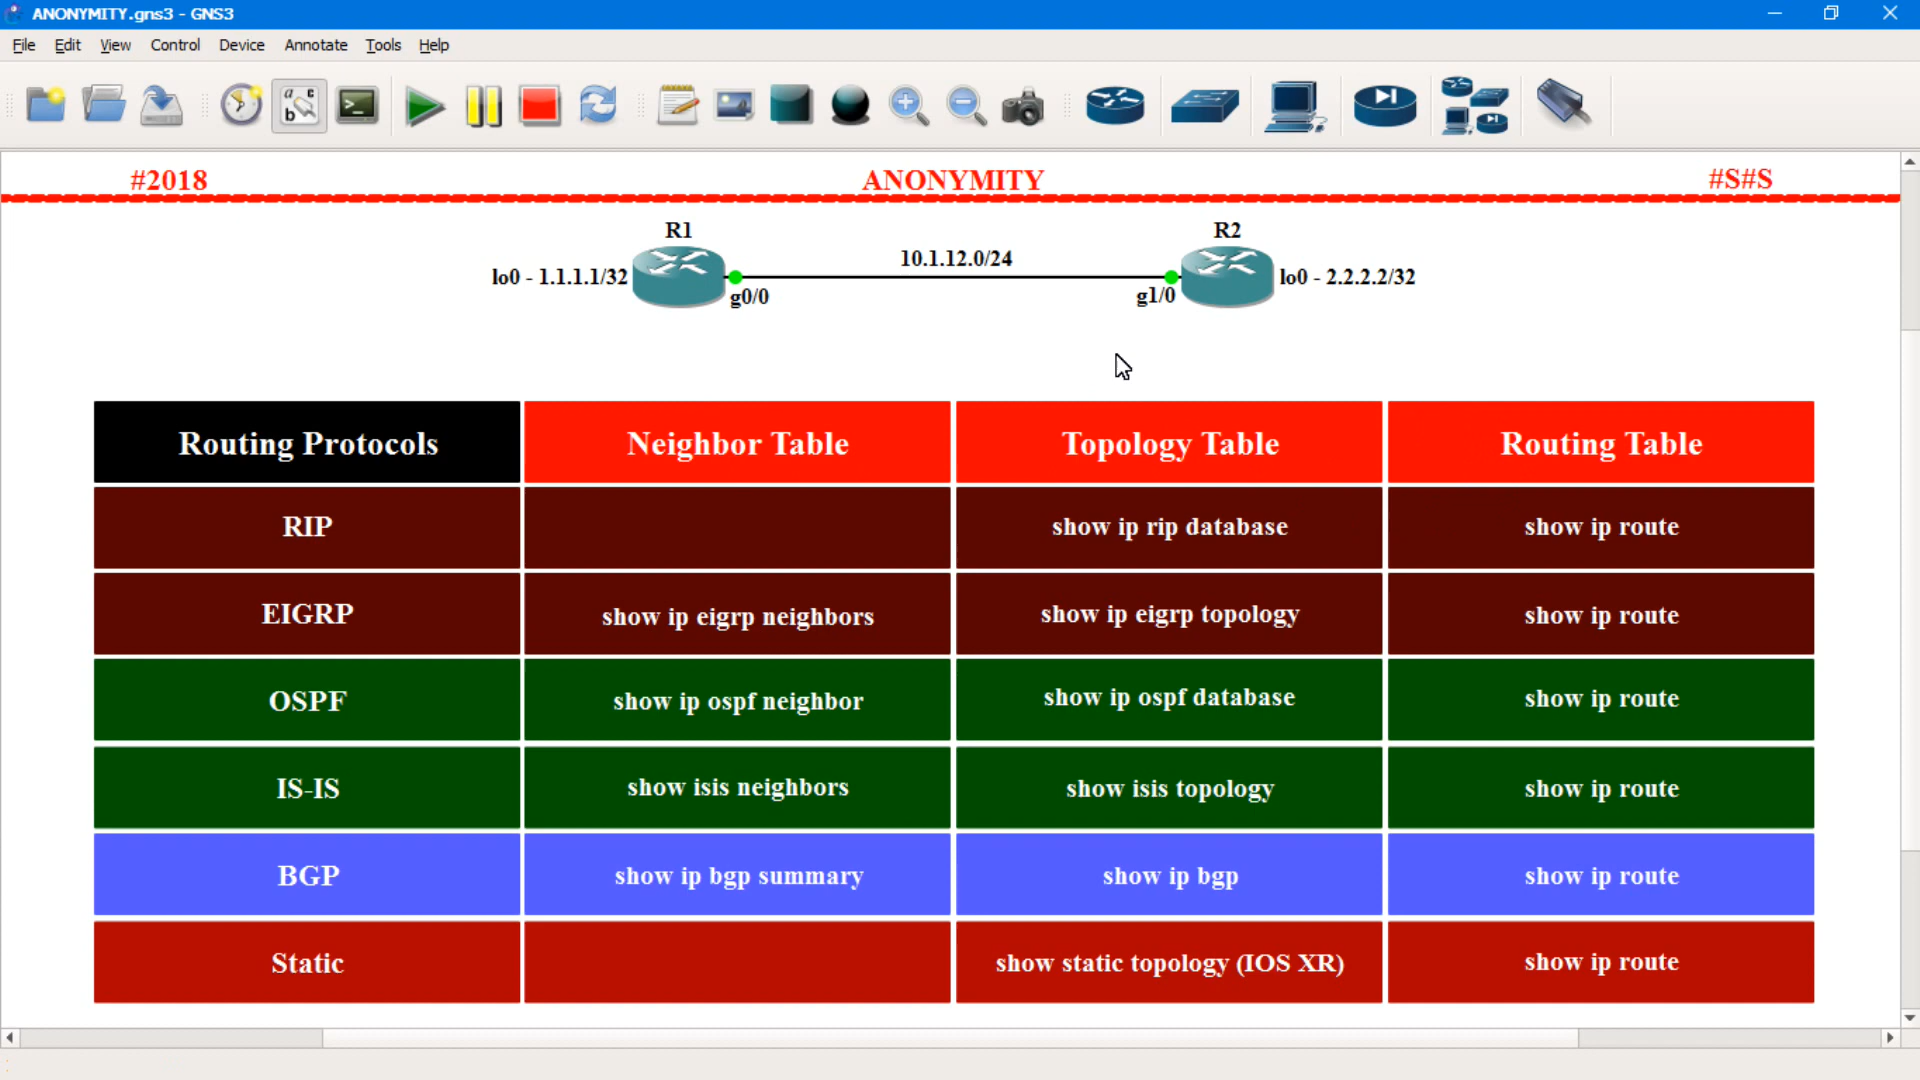 ANONYMITY.gns3 - GNS3
File Edit View Control Device Annotate Tools Help
#2018 ANONYMITY #S#S
R1 R2
10.1.12.0/24
lo0 - 1.1.1.1/32 lo0 - 2.2.2.2/32
g0/0 g1/0
Routing Protocols Neighbor Table Topology Table Routing Table
RIP show ip rip database show ip route
EIGRP show ip eigrp neighbors show ip eigrp topology show ip route
OSPF show ip ospf neighbor show ip ospf database show ip route
IS-IS show isis neighbors show isis topology show ip route
BGP show ip bgp summary show ip bgp show ip route
Static show static topology (IOS XR) show ip route